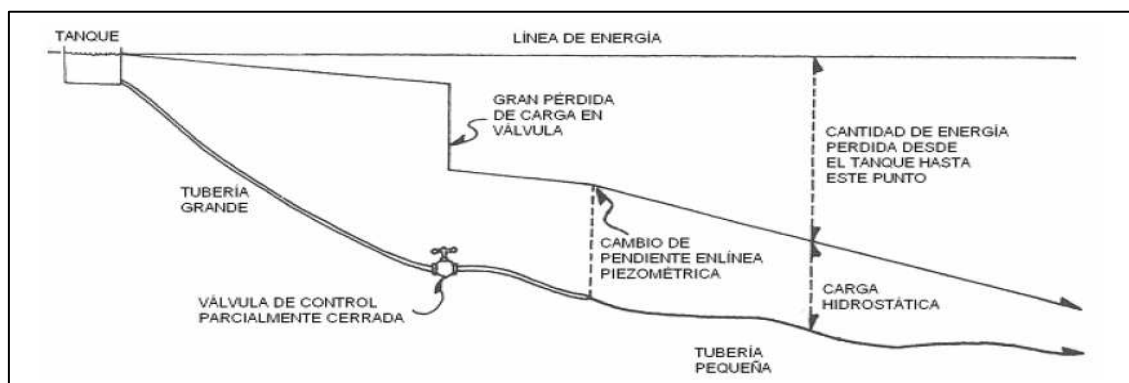 TANQUE
LÍNEA DE ENERGÍA
GRAN PÉRDIDA
DE CARGA EN
VÁLVULA
CANTIDAD DE ENERGÍA
PERDIDA DESDE
EL TANQUE HASTA
ESTE PUNTO
TUBERÍA
GRANDE
CAMBIO DE
PENDIENTE ENLÍNEA
PIEZOMÉTRICA
CARGA
HIDROSTÁTICA
VÁLVULA DE CONTROL
PARCIALMENTE CERRADA
TUBERÍA
PEQUEÑA